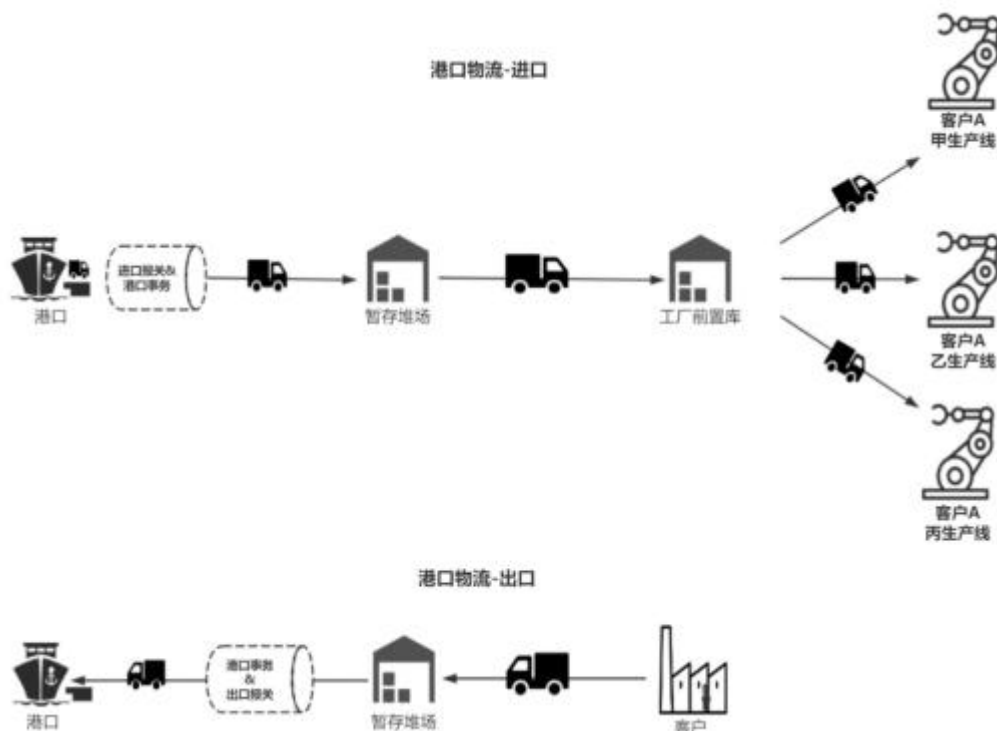 港口物流-进口
客户A
甲生产线
进口报关&
港口事务
港口
暂存堆场
工厂前置库
客户A
乙生产线
客户A
丙生产线
港口物流-出口
港口事务
&
出口报关
港口
暂存堆场
客户